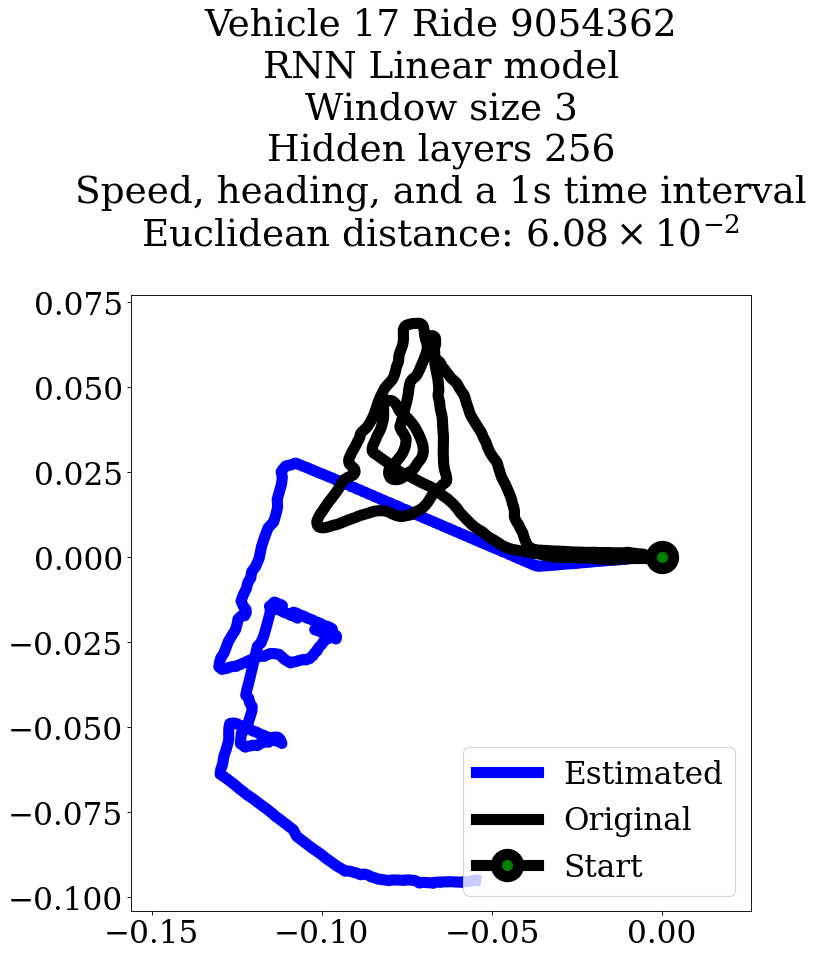 Vehicle 17 Ride 9054362
RNN Linear model
Window size 3
Hidden layers 256
Speed, heading, and a 1s time interval
Euclidean distance: 6.08 × 10⁻²
0.075
0.050
0.025
0.000
−0.025
−0.050
−0.075
−0.100
−0.15
−0.10
−0.05
0.00
Estimated
Original
Start